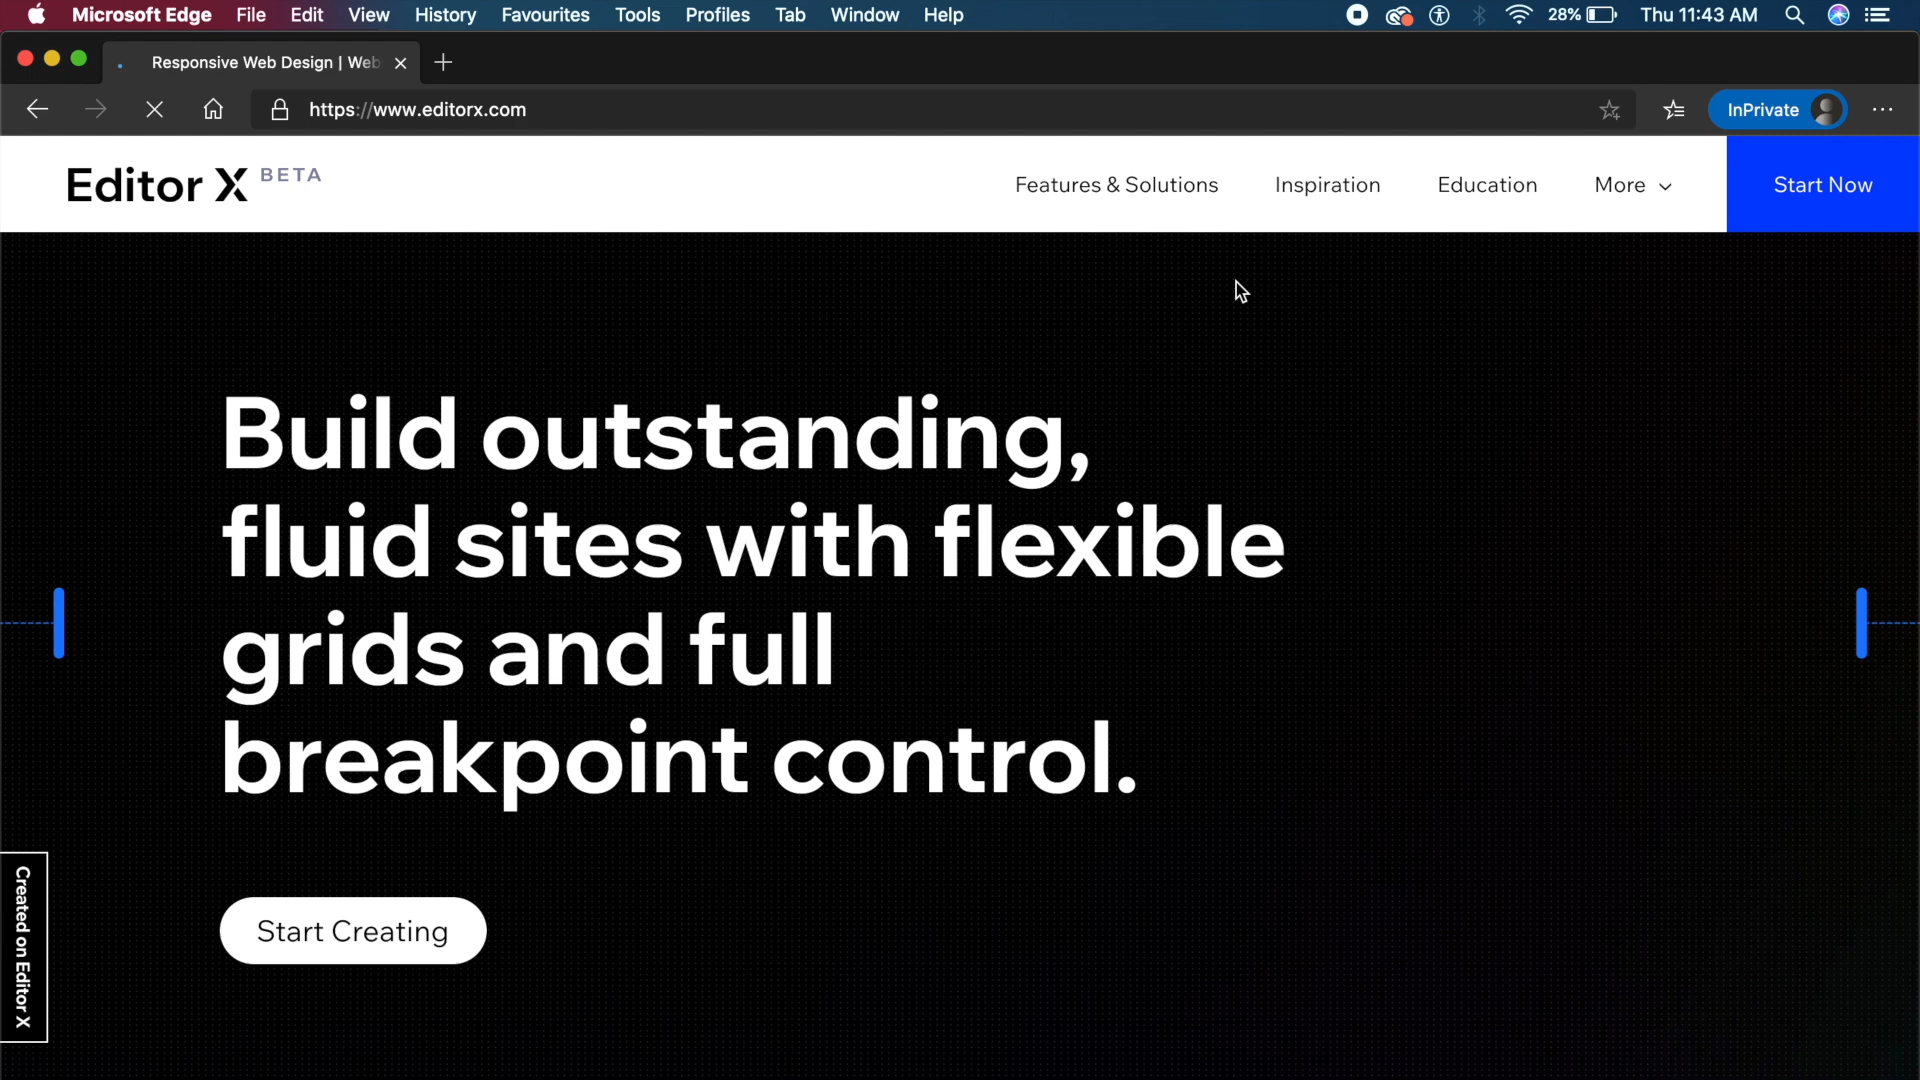 Microsoft Edge File Edit View History Favourites Tools Profiles Tab Window Help 28% Thu 11:43 AM
Responsive Web Design | Web
https://www.editorx.com
InPrivate
Editor X BETA
Features & Solutions Inspiration Education More Start Now
Build outstanding,
fluid sites with flexible
grids and full
breakpoint control.
Start Creating
Created on Editor X